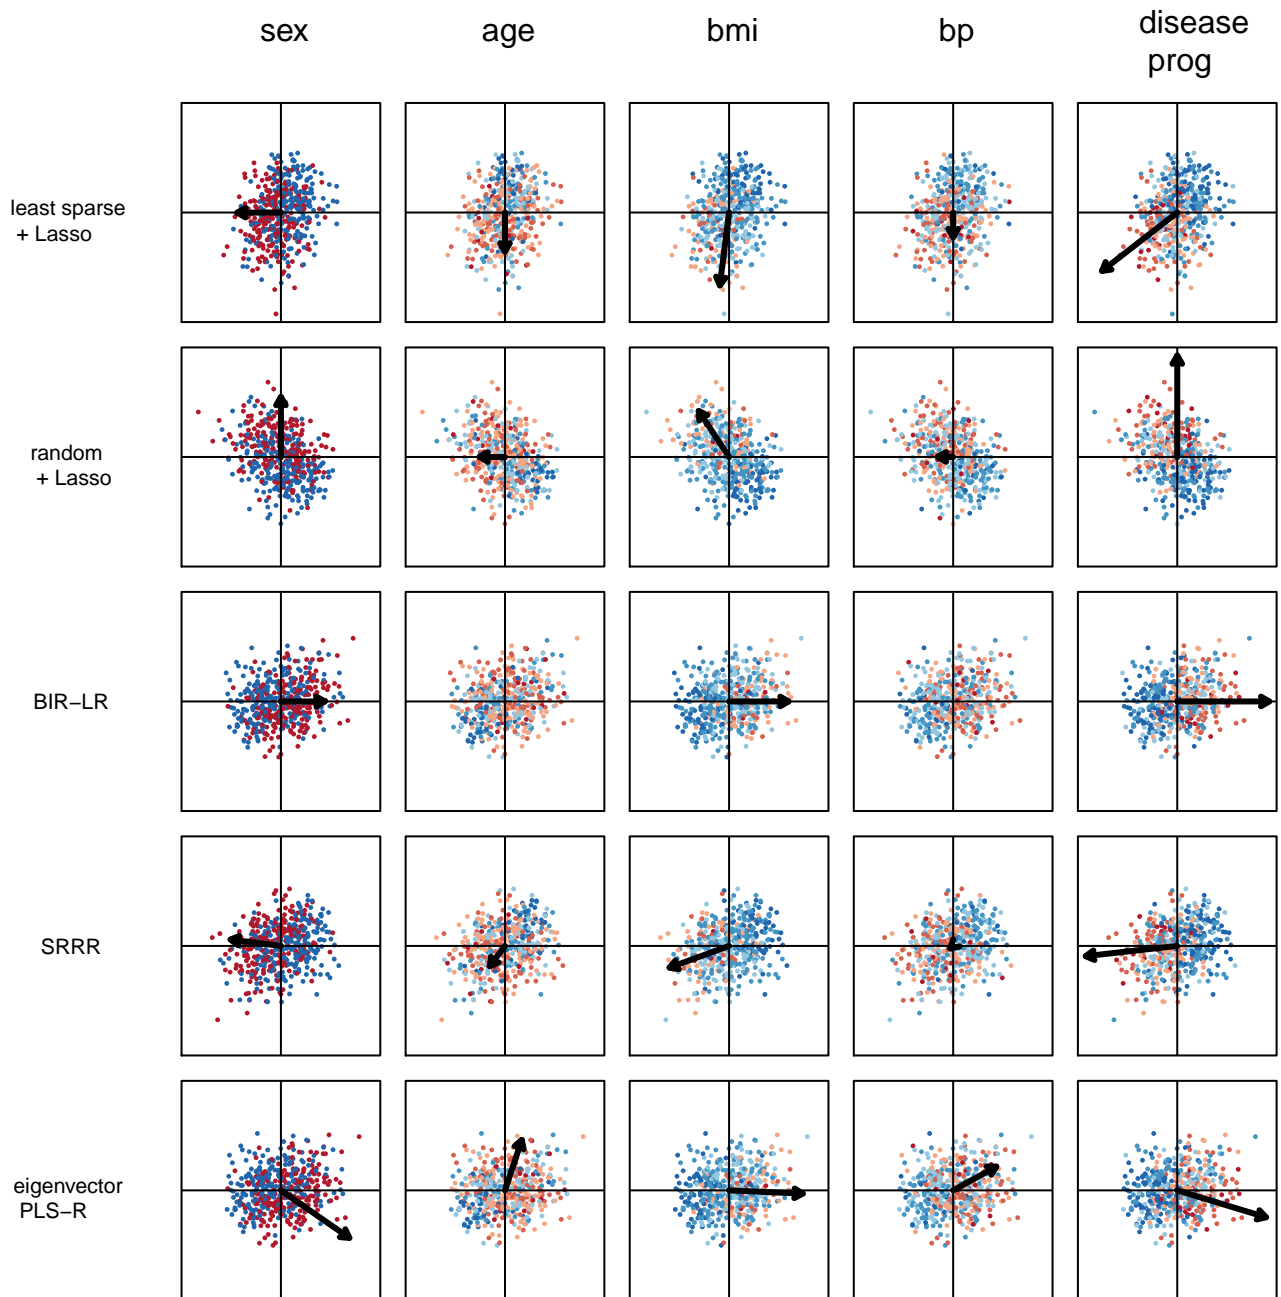 sex
age
bmi
bp
disease
prog
least sparse
+ Lasso
random
+ Lasso
BIR−LR
SRRR
eigenvector
PLS−R